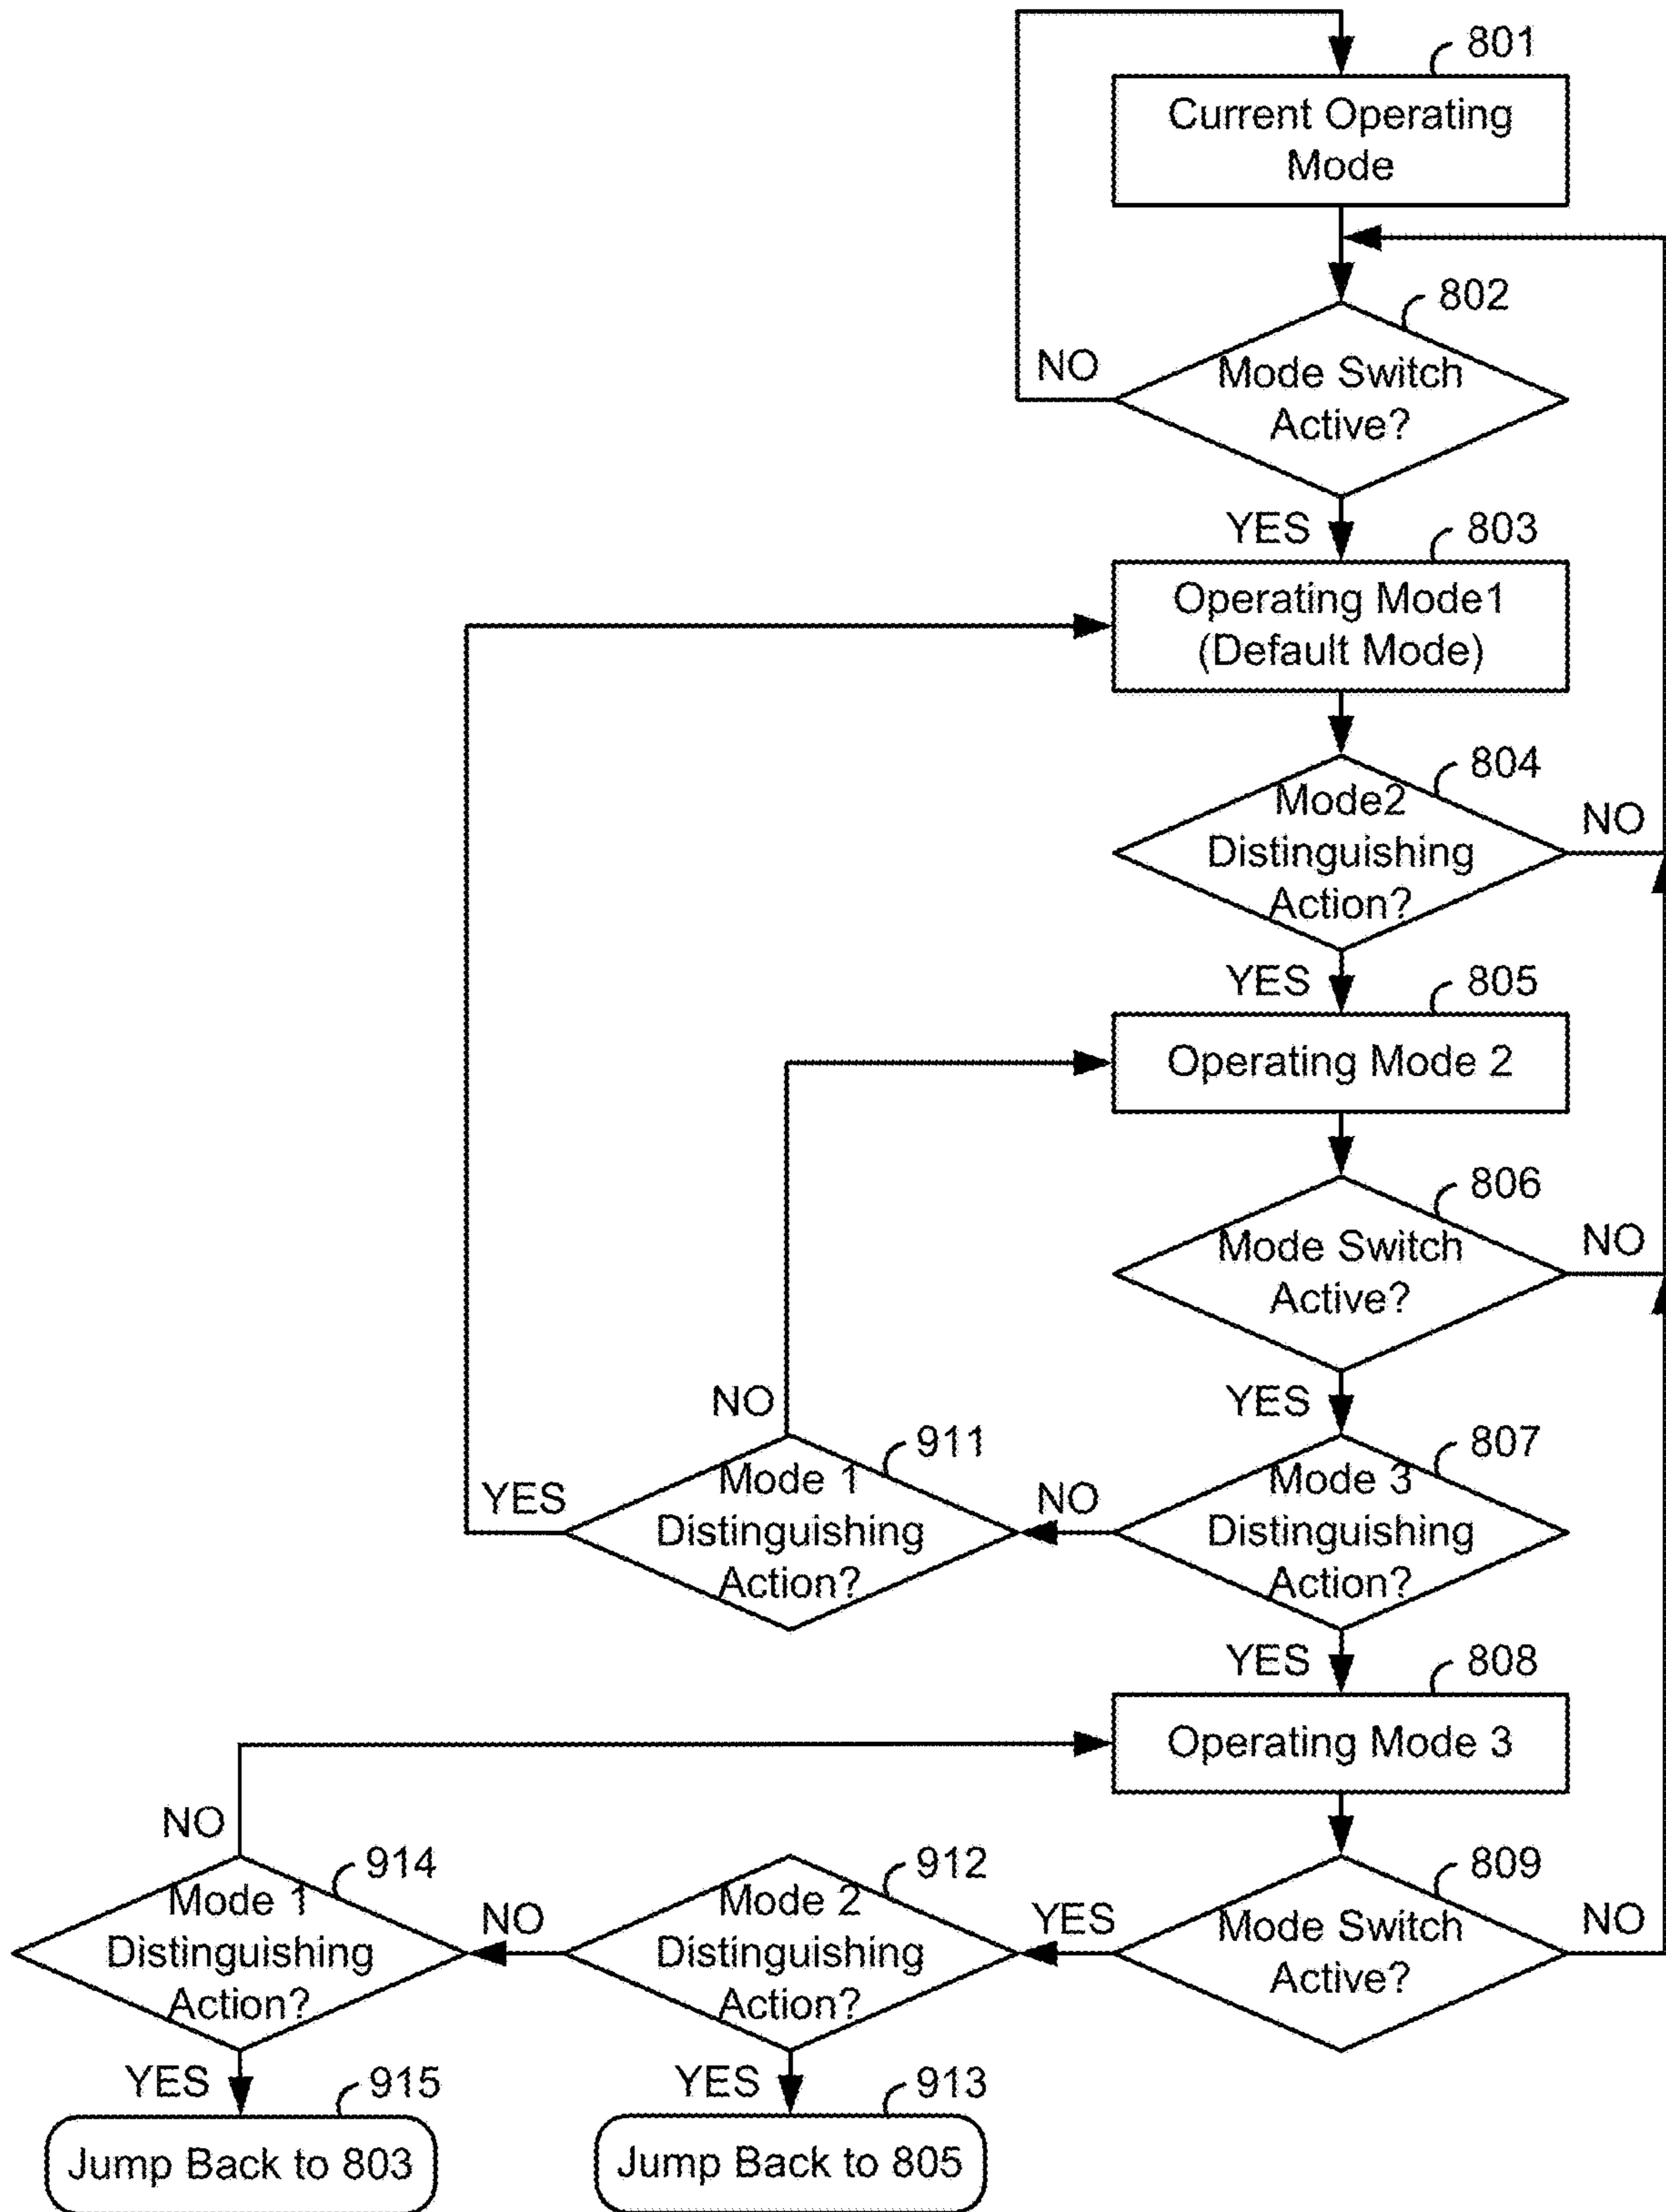 801
Current Operating
Mode
802
Mode Switch
Active?
NO
YES
803
Operating Mode1
(Default Mode)
804
Mode2
Distinguishing
Action?
NO
YES
805
Operating Mode 2
806
Mode Switch
Active?
NO
YES
NO
911
Mode 1
Distinguishing
Action?
YES
NO
807
Mode 3
Distinguishing
Action?
YES
808
Operating Mode 3
NO
914
Mode 1
Distinguishing
Action?
NO
912
Mode 2
Distinguishing
Action?
YES
809
Mode Switch
Active?
NO
YES
915
Jump Back to 803
YES
913
Jump Back to 805